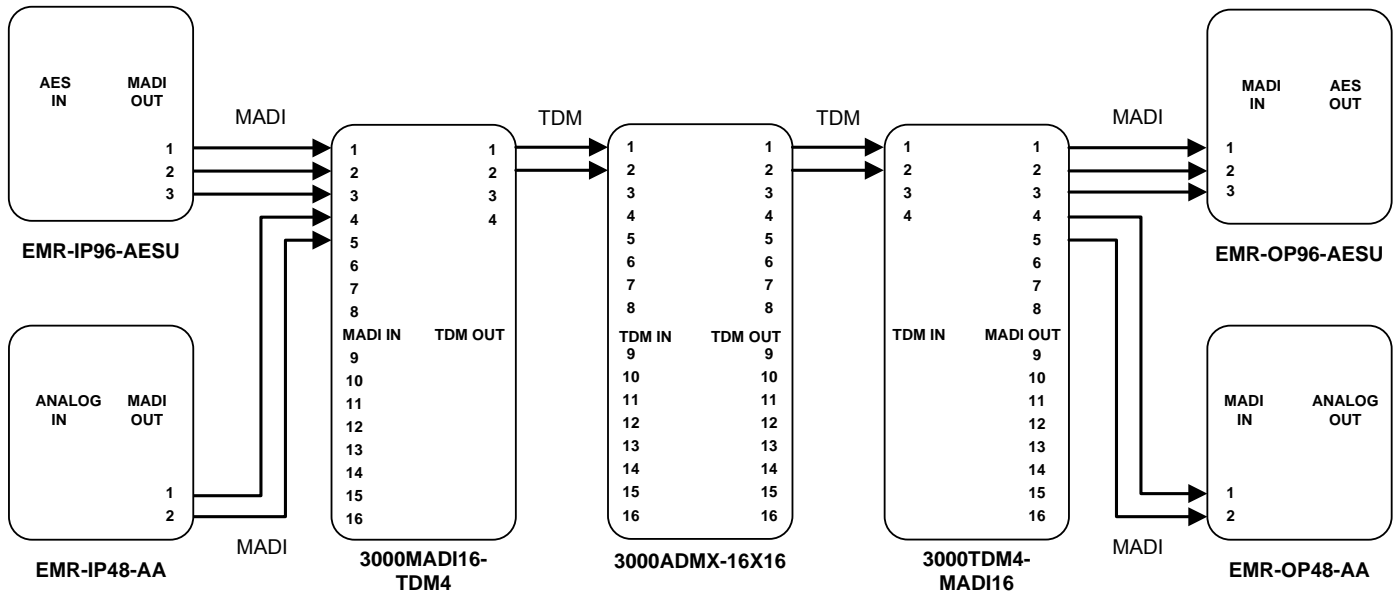 AES
IN
MADI
OUT
1
2
3
EMR-IP96-AESU
ANALOG
IN
MADI
OUT
1
2
EMR-IP48-AA
MADI
MADI
1
2
3
4
5
6
7
8
MADI IN
9
10
11
12
13
14
15
16
1
2
3
4
TDM OUT
3000MADI16-
TDM4
TDM
1
2
3
4
5
6
7
8
TDM IN
9
10
11
12
13
14
15
16
1
2
3
4
5
6
7
8
TDM OUT
9
10
11
12
13
14
15
16
3000ADMX-16X16
TDM
1
2
3
4
TDM IN
1
2
3
4
5
6
7
8
MADI OUT
9
10
11
12
13
14
15
16
3000TDM4-
MADI16
MADI
MADI
MADI
IN
AES
OUT
1
2
3
EMR-OP96-AESU
MADI
IN
ANALOG
OUT
1
2
EMR-OP48-AA